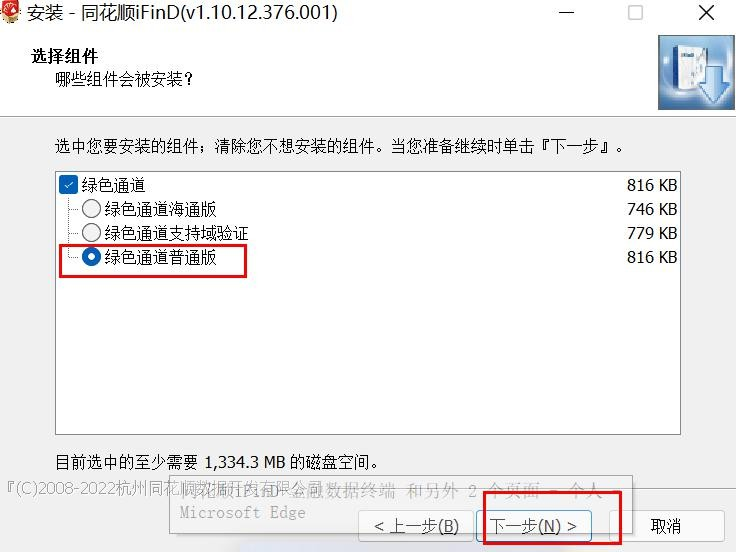 安装 - 同花顺iFinD(v1.10.12.376.001)
选择组件
哪些组件会被安装?
选中您要安装的组件; 清除您不想安装的组件。当您准备继续时单击『下一步』。
绿色通道 816 KB
绿色通道海通版 746 KB
绿色通道支持域验证 779 KB
绿色通道普通版 816 KB
目前选中的至少需要 1,334.3 MB 的磁盘空间。
『(C)2008-2022杭州同花顺数据开发有限公司
同花顺iFinD-金融数据终端 和另外 2 个页面 - 个人 -
Microsoft Edge
< 上一步(B)
下一步(N) >
取消